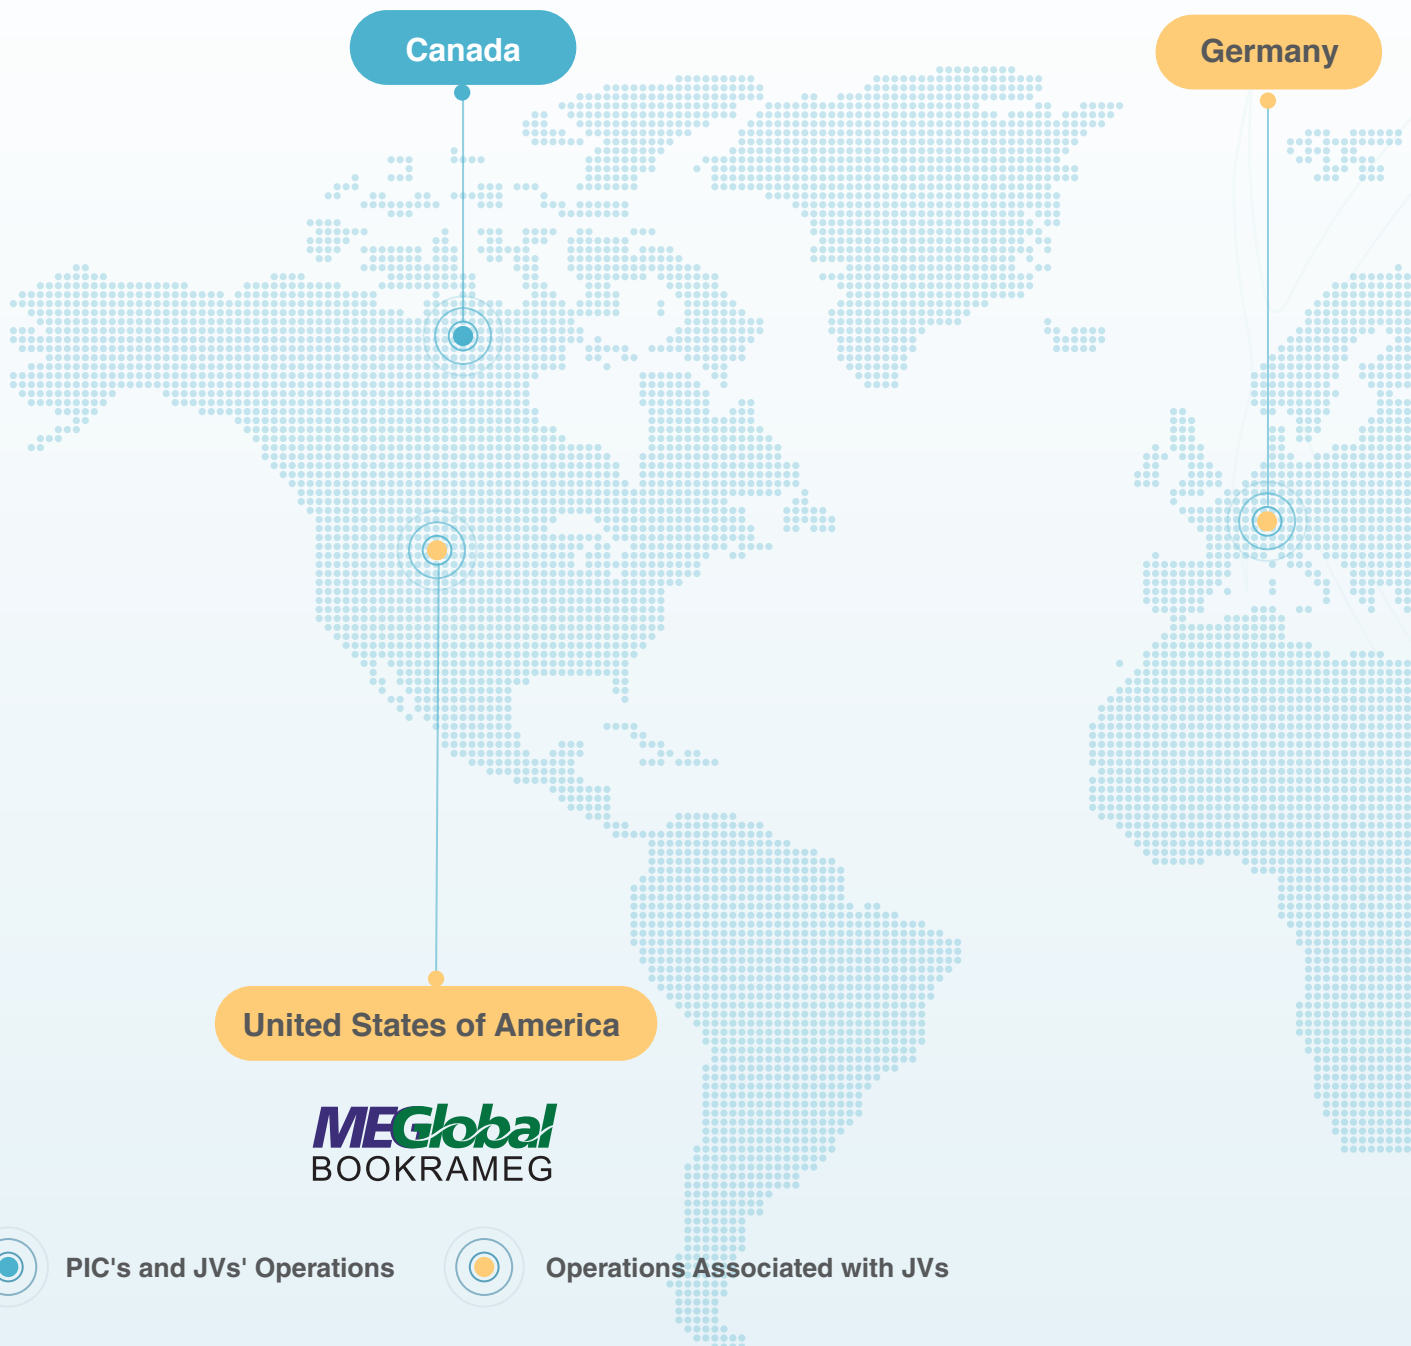 Canada
Germany
United States of America
MEGlobal
BOOKRAMEG
PIC's and JVs' Operations
Operations Associated with JVs